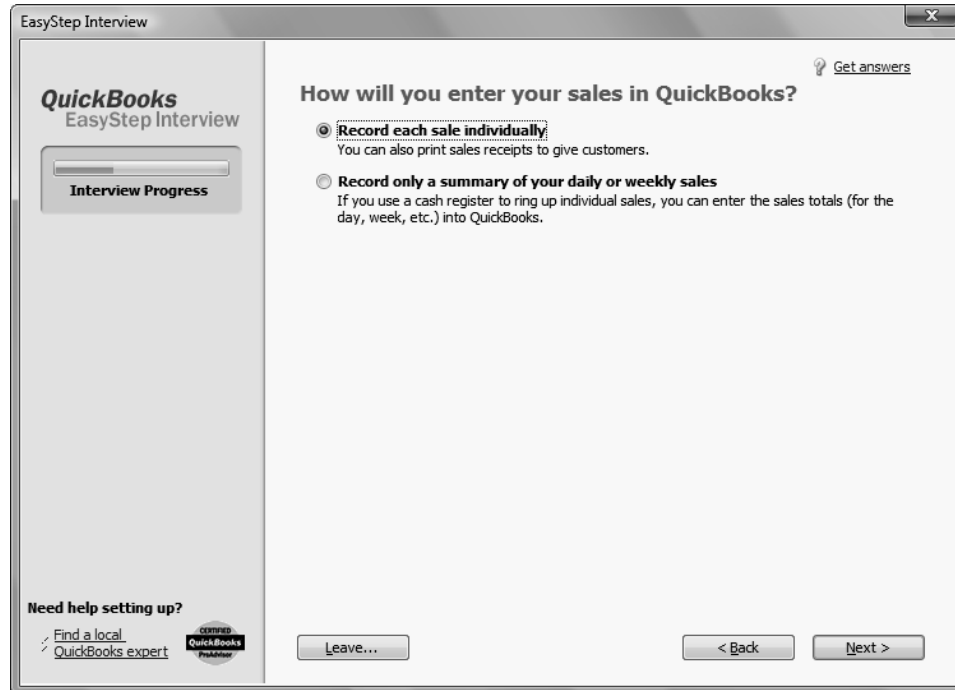 EasyStep Interview
X
Get answers
QuickBooks
EasyStep Interview
Interview Progress
How will you enter your sales in QuickBooks?
Record each sale individually
You can also print sales receipts to give customers.
Record only a summary of your daily or weekly sales
If you use a cash register to ring up individual sales, you can enter the sales totals (for the
day, week, etc.) into QuickBooks.
Need help setting up?
Find a local
QuickBooks expert
CERTIFIED
QuickBooks
ProAdvisor
Leave...
< Back
Next >